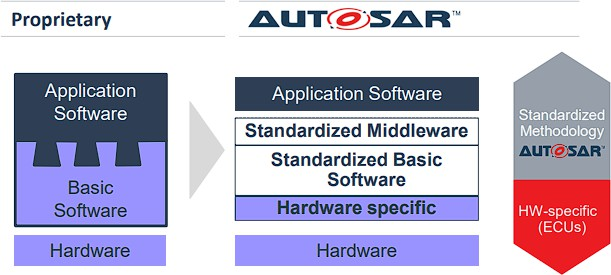 Proprietary
AUTOSAR™
Application
Software
Basic
Software
Hardware
Application Software
Standardized Middleware
Standardized Basic
Software
Hardware specific
Hardware
Standardized
Methodology
AUTOSAR™
HW-specific
(ECUs)